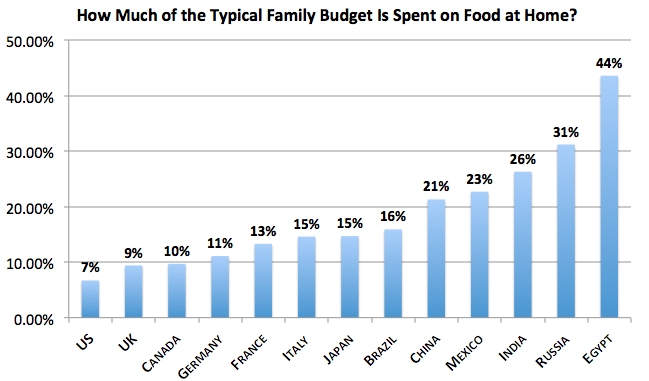 How Much of the Typical Family Budget Is Spent on Food at Home?
50.00%
40.00%
30.00%
20.00%
10.00%
0.00%
7%
9%
10%
11%
13%
15%
15%
16%
21%
23%
26%
31%
44%
US
UK
CANADA
GERMANY
FRANCE
ITALY
JAPAN
BRAZIL
CHINA
MEXICO
INDIA
RUSSIA
EGYPT